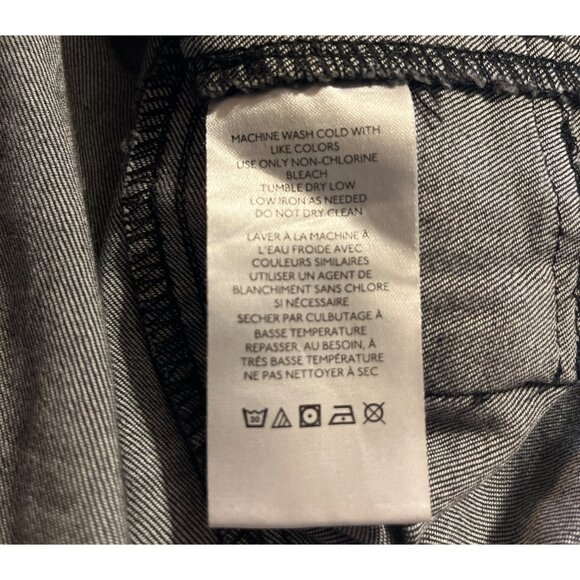 MACHINE WASH COLD WITH
LIKE COLORS
USE ONLY NON-CHLORINE
BLEACH
TUMBLE DRY LOW
LOW IRON AS NEEDED
DO NOT DRY CLEAN
LAVER À LA MACHINE À
L'EAU FROIDE AVEC
COULEURS SIMILAIRES
UTILISER UN AGENT DE
BLANCHIMENT SANS CHLORE
SI NÉCESSAIRE
SECHER PAR CULBUTAGE À
BASSE TEMPERATURE
REPASSER, AU BESOIN, À
TRÈS BASSE TEMPÉRATURE
NE PAS NETTOYER À SEC
30